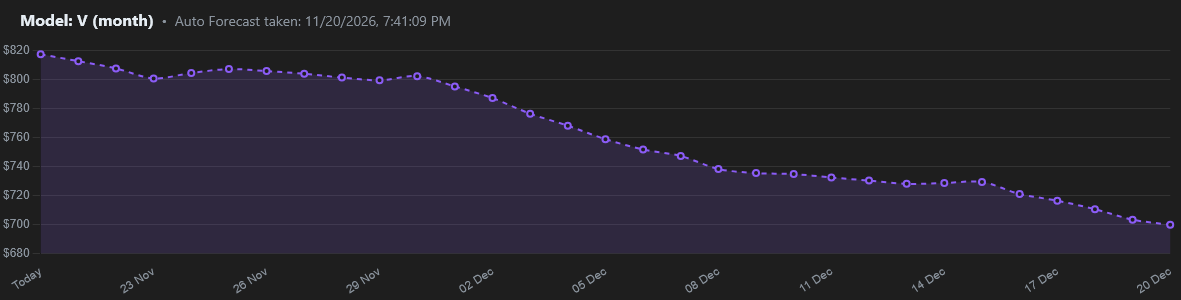 Model: V (month) • Auto Forecast taken: 11/20/2026, 7:41:09 PM
$820
$800
$780
$760
$740
$720
$700
$680
Today
23 Nov
26 Nov
29 Nov
02 Dec
05 Dec
08 Dec
11 Dec
14 Dec
17 Dec
20 Dec